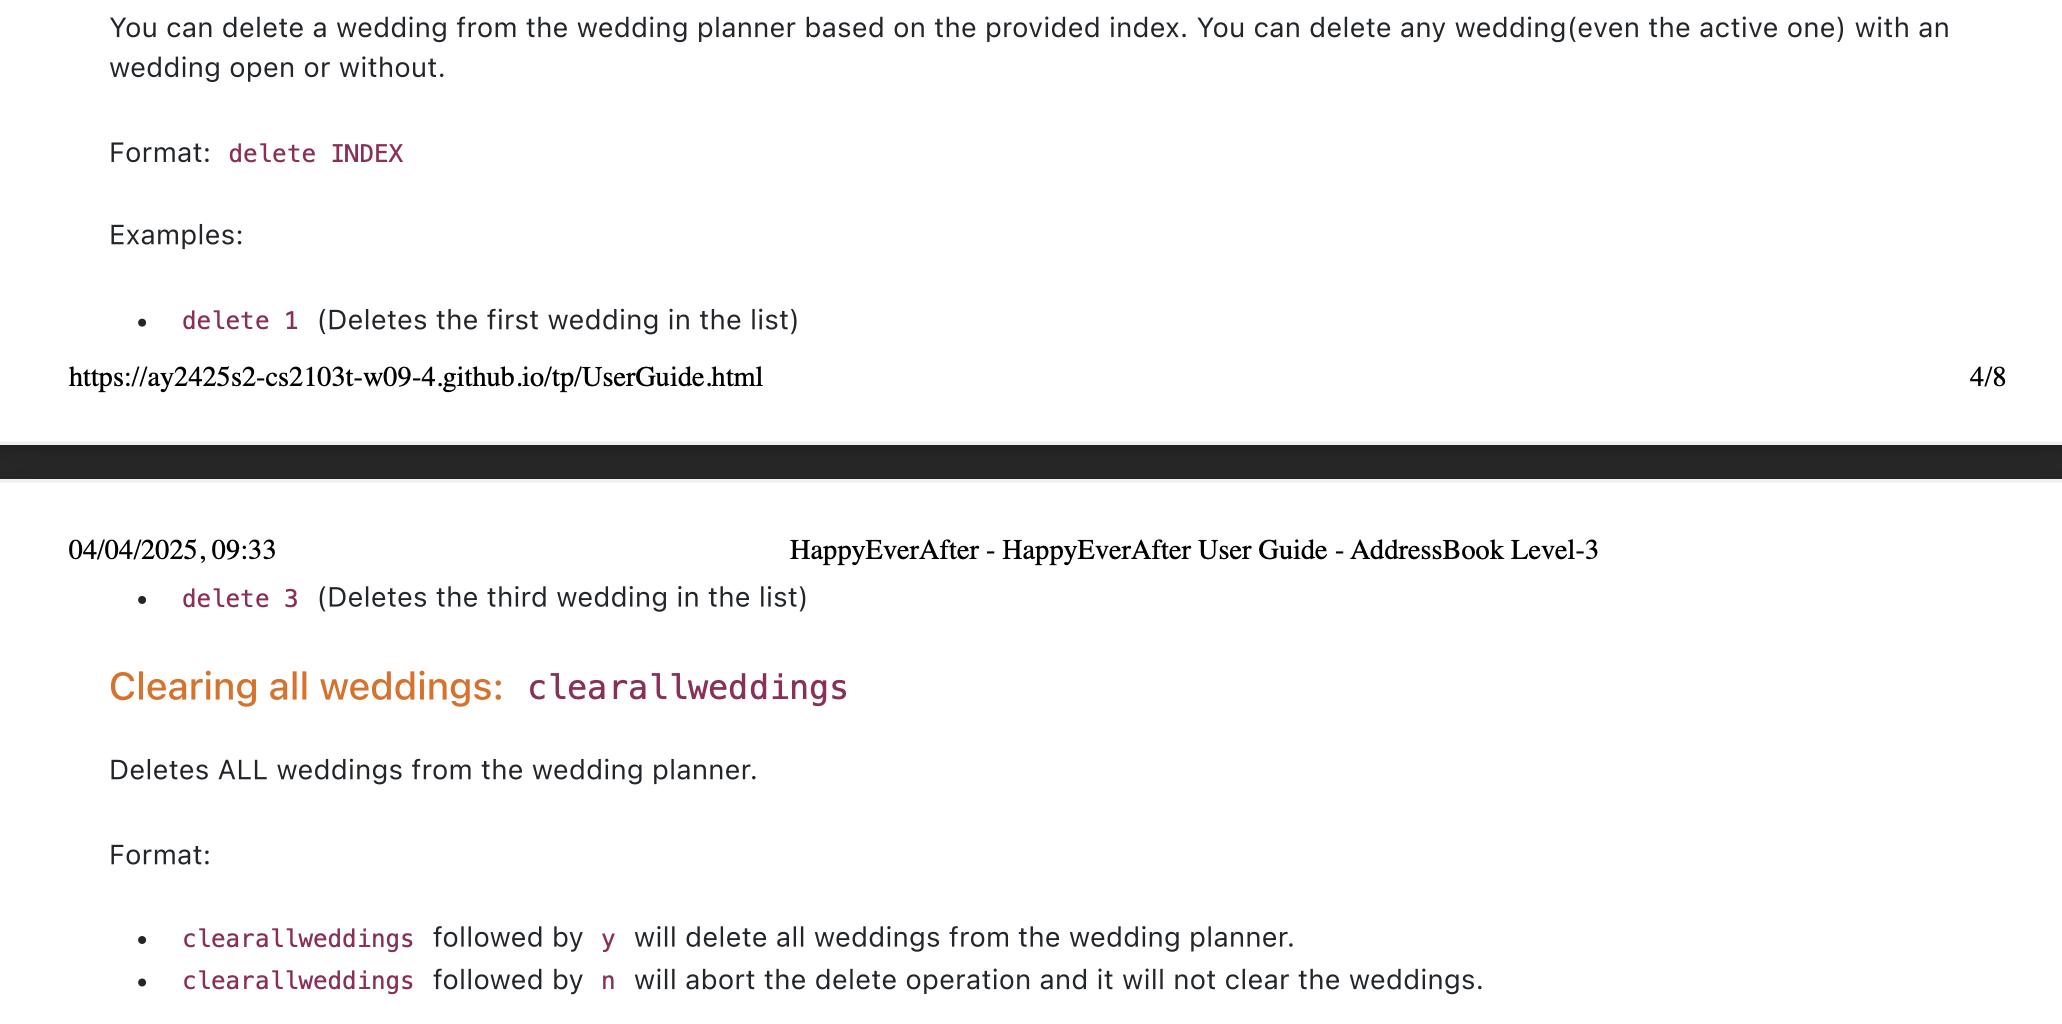 You can delete a wedding from the wedding planner based on the provided index. You can delete any wedding(even the active one) with an
wedding open or without.
Format: delete INDEX
Examples:
• delete 1 (Deletes the first wedding in the list)
https://ay2425s2-cs2103t-w09-4.github.io/tp/UserGuide.html 4/8
04/04/2025, 09:33 HappyEverAfter - HappyEverAfter User Guide - AddressBook Level-3
• delete 3 (Deletes the third wedding in the list)
Clearing all weddings: clearallweddings
Deletes ALL weddings from the wedding planner.
Format:
• clearallweddings followed by y will delete all weddings from the wedding planner.
• clearallweddings followed by n will abort the delete operation and it will not clear the weddings.